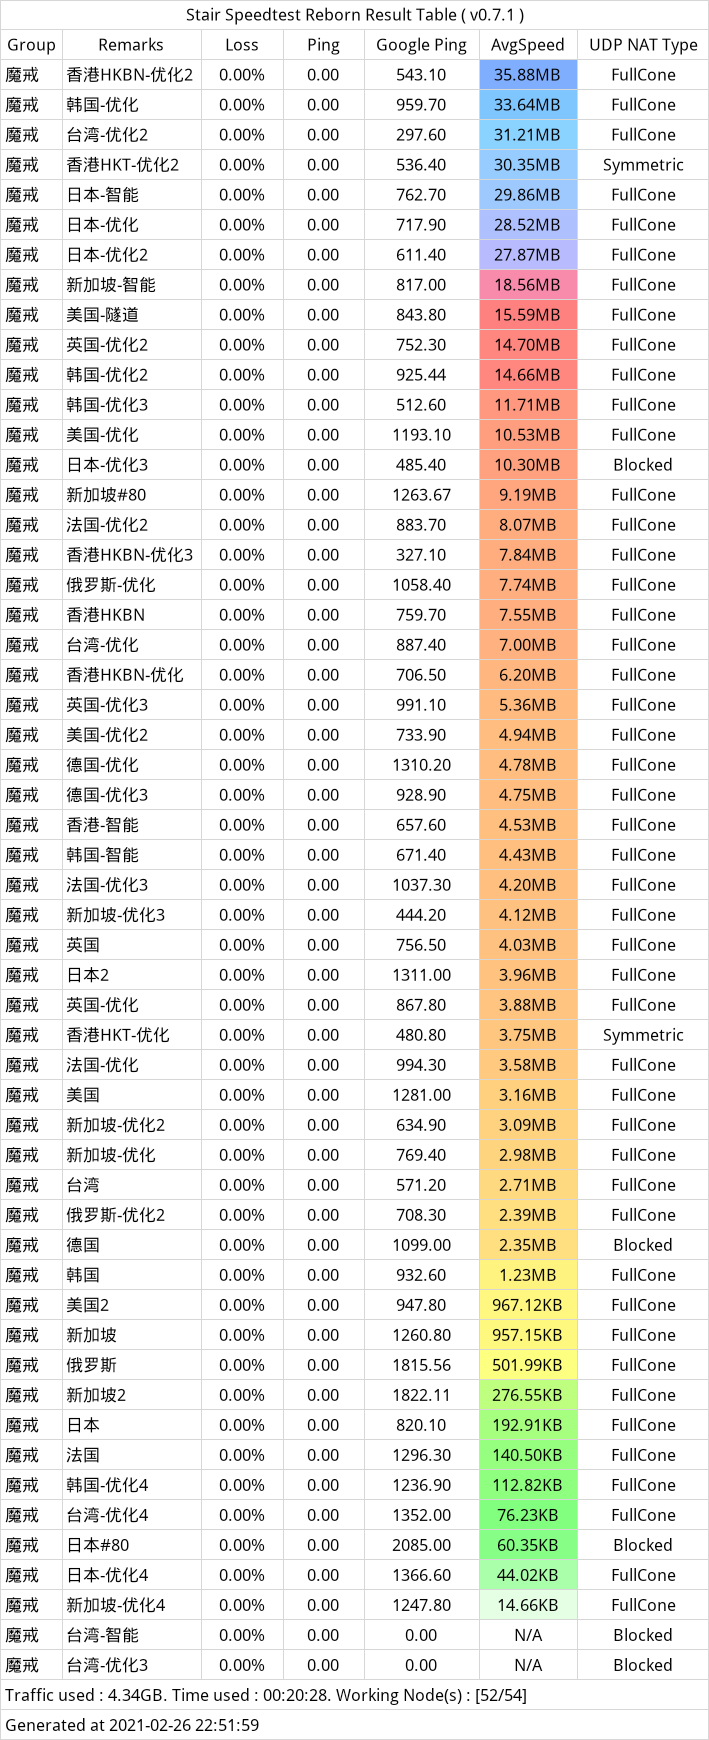 Stair Speedtest Reborn Result Table ( v0.7.1 )
Group Remarks Loss Ping Google Ping AvgSpeed UDP NAT Type
魔戒 香港HKBN-优化2 0.00% 0.00 543.10 35.88MB FullCone
魔戒 韩国-优化 0.00% 0.00 959.70 33.64MB FullCone
魔戒 台湾-优化2 0.00% 0.00 297.60 31.21MB FullCone
魔戒 香港HKT-优化2 0.00% 0.00 536.40 30.35MB Symmetric
魔戒 日本-智能 0.00% 0.00 762.70 29.86MB FullCone
魔戒 日本-优化 0.00% 0.00 717.90 28.52MB FullCone
魔戒 日本-优化2 0.00% 0.00 611.40 27.87MB FullCone
魔戒 新加坡-智能 0.00% 0.00 817.00 18.56MB FullCone
魔戒 美国-隧道 0.00% 0.00 843.80 15.59MB FullCone
魔戒 英国-优化2 0.00% 0.00 752.30 14.70MB FullCone
魔戒 韩国-优化2 0.00% 0.00 925.44 14.66MB FullCone
魔戒 韩国-优化3 0.00% 0.00 512.60 11.71MB FullCone
魔戒 美国-优化 0.00% 0.00 1193.10 10.53MB FullCone
魔戒 日本-优化3 0.00% 0.00 485.40 10.30MB Blocked
魔戒 新加坡#80 0.00% 0.00 1263.67 9.19MB FullCone
魔戒 法国-优化2 0.00% 0.00 883.70 8.07MB FullCone
魔戒 香港HKBN-优化3 0.00% 0.00 327.10 7.84MB FullCone
魔戒 俄罗斯-优化 0.00% 0.00 1058.40 7.74MB FullCone
魔戒 香港HKBN 0.00% 0.00 759.70 7.55MB FullCone
魔戒 台湾-优化 0.00% 0.00 887.40 7.00MB FullCone
魔戒 香港HKBN-优化 0.00% 0.00 706.50 6.20MB FullCone
魔戒 英国-优化3 0.00% 0.00 991.10 5.36MB FullCone
魔戒 美国-优化2 0.00% 0.00 733.90 4.94MB FullCone
魔戒 德国-优化 0.00% 0.00 1310.20 4.78MB FullCone
魔戒 德国-优化3 0.00% 0.00 928.90 4.75MB FullCone
魔戒 香港-智能 0.00% 0.00 657.60 4.53MB FullCone
魔戒 韩国-智能 0.00% 0.00 671.40 4.43MB FullCone
魔戒 法国-优化3 0.00% 0.00 1037.30 4.20MB FullCone
魔戒 新加坡-优化3 0.00% 0.00 444.20 4.12MB FullCone
魔戒 英国 0.00% 0.00 756.50 4.03MB FullCone
魔戒 日本2 0.00% 0.00 1311.00 3.96MB FullCone
魔戒 英国-优化 0.00% 0.00 867.80 3.88MB FullCone
魔戒 香港HKT-优化 0.00% 0.00 480.80 3.75MB Symmetric
魔戒 法国-优化 0.00% 0.00 994.30 3.58MB FullCone
魔戒 美国 0.00% 0.00 1281.00 3.16MB FullCone
魔戒 新加坡-优化2 0.00% 0.00 634.90 3.09MB FullCone
魔戒 新加坡-优化 0.00% 0.00 769.40 2.98MB FullCone
魔戒 台湾 0.00% 0.00 571.20 2.71MB FullCone
魔戒 俄罗斯-优化2 0.00% 0.00 708.30 2.39MB FullCone
魔戒 德国 0.00% 0.00 1099.00 2.35MB Blocked
魔戒 韩国 0.00% 0.00 932.60 1.23MB FullCone
魔戒 美国2 0.00% 0.00 947.80 967.12KB FullCone
魔戒 新加坡 0.00% 0.00 1260.80 957.15KB FullCone
魔戒 俄罗斯 0.00% 0.00 1815.56 501.99KB FullCone
魔戒 新加坡2 0.00% 0.00 1822.11 276.55KB FullCone
魔戒 日本 0.00% 0.00 820.10 192.91KB FullCone
魔戒 法国 0.00% 0.00 1296.30 140.50KB FullCone
魔戒 韩国-优化4 0.00% 0.00 1236.90 112.82KB FullCone
魔戒 台湾-优化4 0.00% 0.00 1352.00 76.23KB FullCone
魔戒 日本#80 0.00% 0.00 2085.00 60.35KB Blocked
魔戒 日本-优化4 0.00% 0.00 1366.60 44.02KB FullCone
魔戒 新加坡-优化4 0.00% 0.00 1247.80 14.66KB FullCone
魔戒 台湾-智能 0.00% 0.00 0.00 N/A Blocked
魔戒 台湾-优化3 0.00% 0.00 0.00 N/A Blocked
Traffic used : 4.34GB. Time used : 00:20:28. Working Node(s) : [52/54]
Generated at 2021-02-26 22:51:59